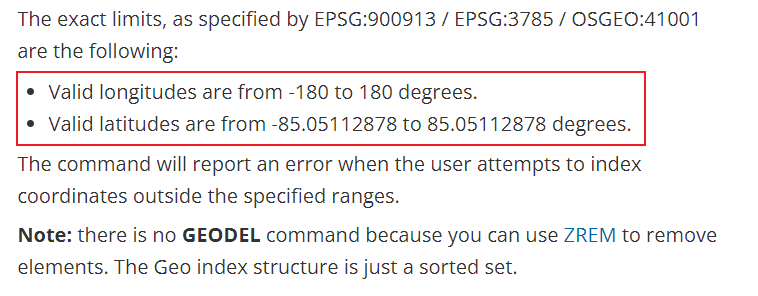 The exact limits, as specified by EPSG:900913 / EPSG:3785 / OSGEO:41001
are the following:
• Valid longitudes are from -180 to 180 degrees.
• Valid latitudes are from -85.05112878 to 85.05112878 degrees.
The command will report an error when the user attempts to index
coordinates outside the specified ranges.
Note: there is no GEODEL command because you can use ZREM to remove
elements. The Geo index structure is just a sorted set.